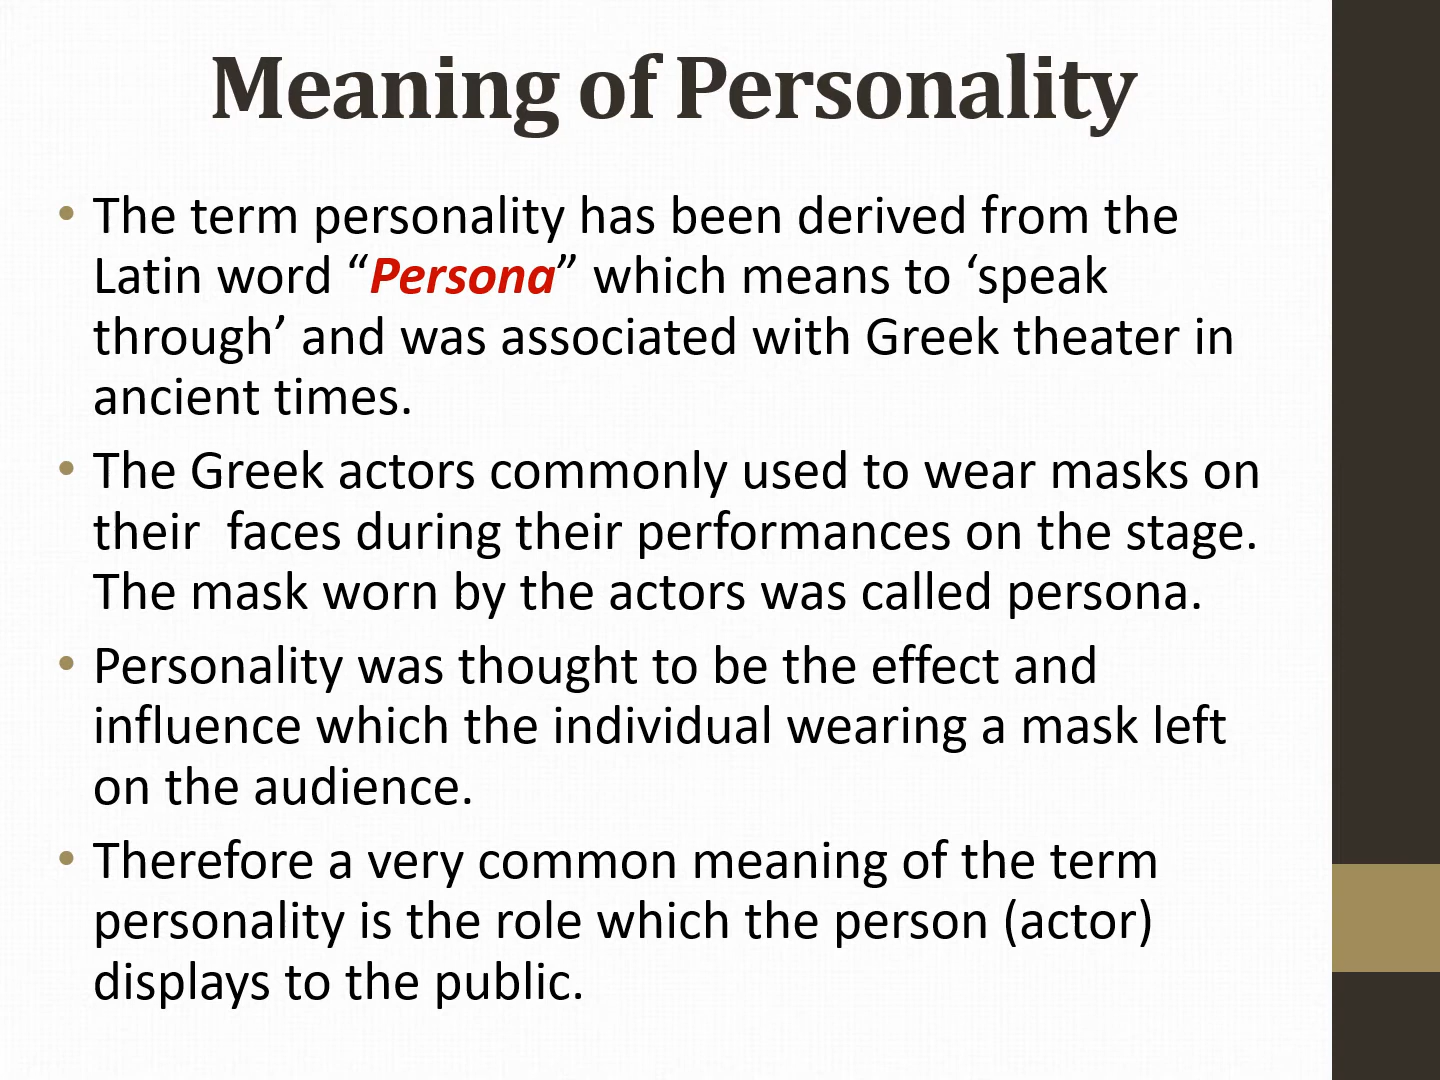 Meaning of Personality
• The term personality has been derived from the
Latin word “Persona” which means to ‘speak
through’ and was associated with Greek theater in
ancient times.
• The Greek actors commonly used to wear masks on
their  faces during their performances on the stage.
The mask worn by the actors was called persona.
• Personality was thought to be the effect and
influence which the individual wearing a mask left
on the audience.
• Therefore a very common meaning of the term
personality is the role which the person (actor)
displays to the public.